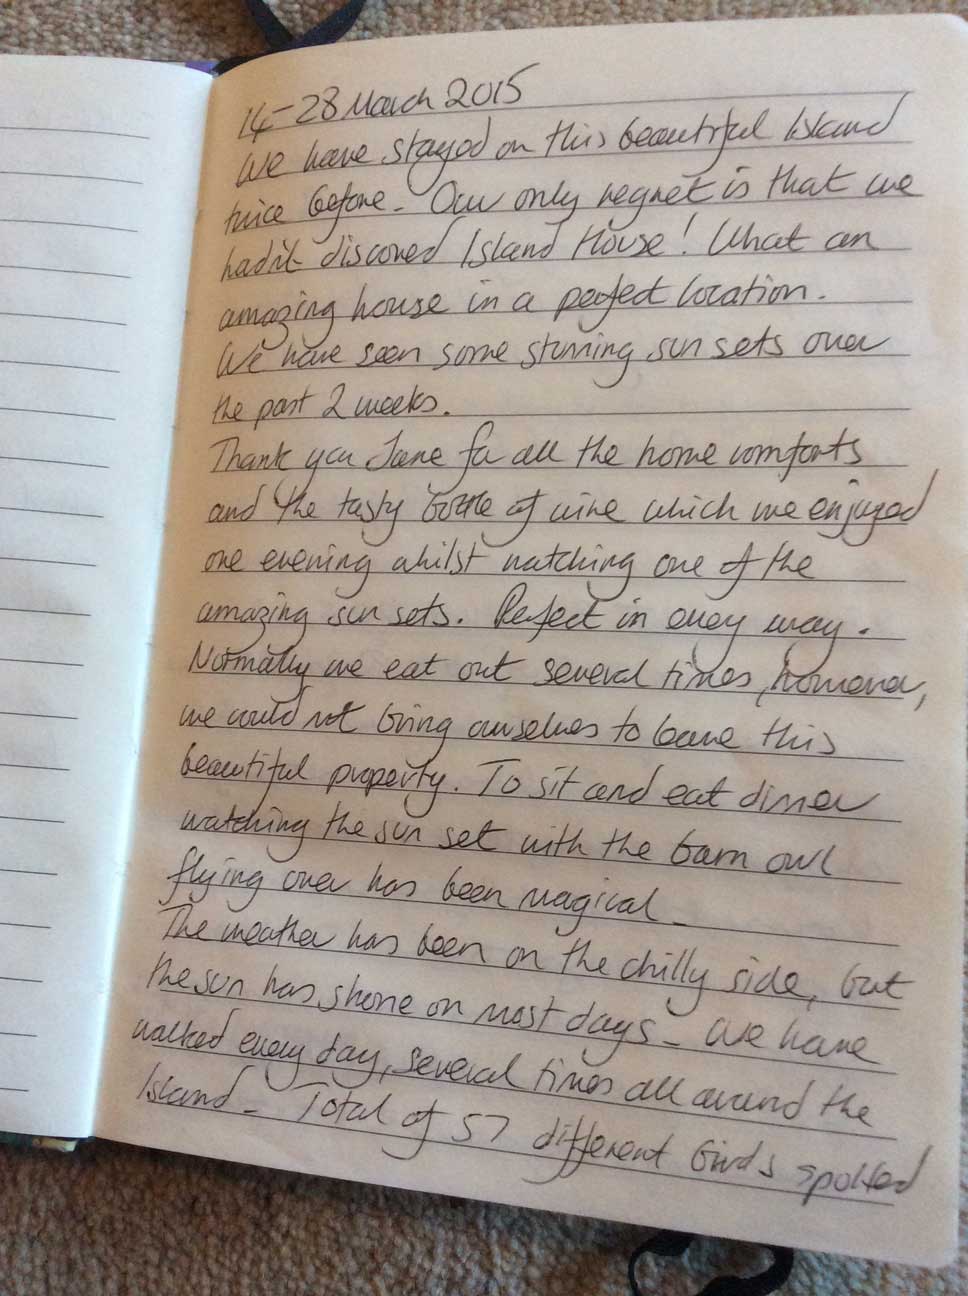 14-28 March 2015
We have stayed on this beautiful Island
twice before. Our only regret is that we
hadn't discoved Island House! What an
amazing house in a perfect location.
We have seen some stunning sun sets over
the past 2 weeks.
Thank you Jane for all the home comforts
and the tasty bottle of wine which we enjoyed
one evening whilst watching one of the
amazing sun sets. Perfect in every way.
Normally we eat out several times, however,
we could not bring ourselves to leave this
beautiful property. To sit and eat dinner
watching the sun set with the barn owl
flying over has been magical.
The weather has been on the chilly side, but
the sun has shone on most days. We have
walked every day, several times all around the
Island. Total of 57 different birds spotted